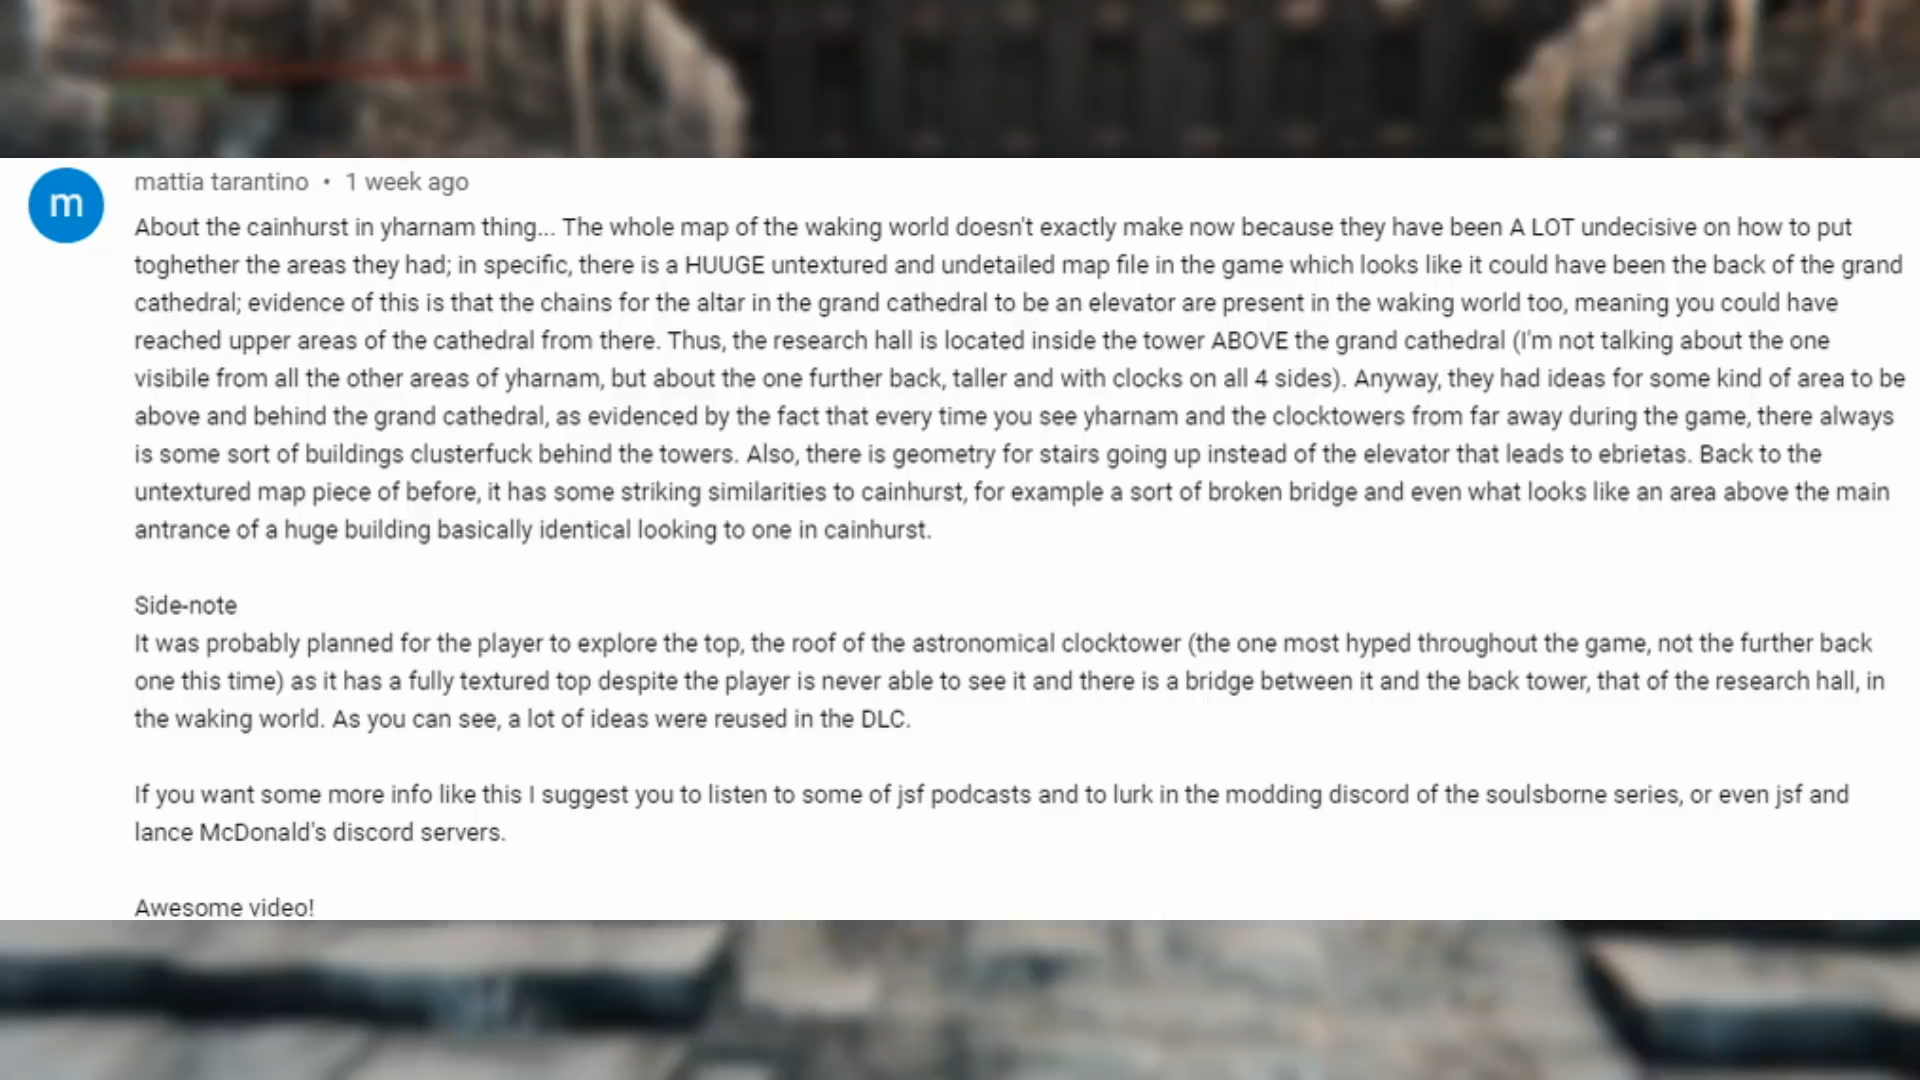 m
mattia tarantino • 1 week ago
About the cainhurst in yharnam thing... The whole map of the waking world doesn't exactly make now because they have been A LOT undecisive on how to put
toghether the areas they had; in specific, there is a HUUGE untextured and undetailed map file in the game which looks like it could have been the back of the grand
cathedral; evidence of this is that the chains for the altar in the grand cathedral to be an elevator are present in the waking world too, meaning you could have
reached upper areas of the cathedral from there. Thus, the research hall is located inside the tower ABOVE the grand cathedral (I'm not talking about the one
visibile from all the other areas of yharnam, but about the one further back, taller and with clocks on all 4 sides). Anyway, they had ideas for some kind of area to be
above and behind the grand cathedral, as evidenced by the fact that every time you see yharnam and the clocktowers from far away during the game, there always
is some sort of buildings clusterfuck behind the towers. Also, there is geometry for stairs going up instead of the elevator that leads to ebrietas. Back to the
untextured map piece of before, it has some striking similarities to cainhurst, for example a sort of broken bridge and even what looks like an area above the main
antrance of a huge building basically identical looking to one in cainhurst.
Side-note
It was probably planned for the player to explore the top, the roof of the astronomical clocktower (the one most hyped throughout the game, not the further back
one this time) as it has a fully textured top despite the player is never able to see it and there is a bridge between it and the back tower, that of the research hall, in
the waking world. As you can see, a lot of ideas were reused in the DLC.
If you want some more info like this I suggest you to listen to some of jsf podcasts and to lurk in the modding discord of the soulsborne series, or even jsf and
lance McDonald's discord servers.
Awesome video!